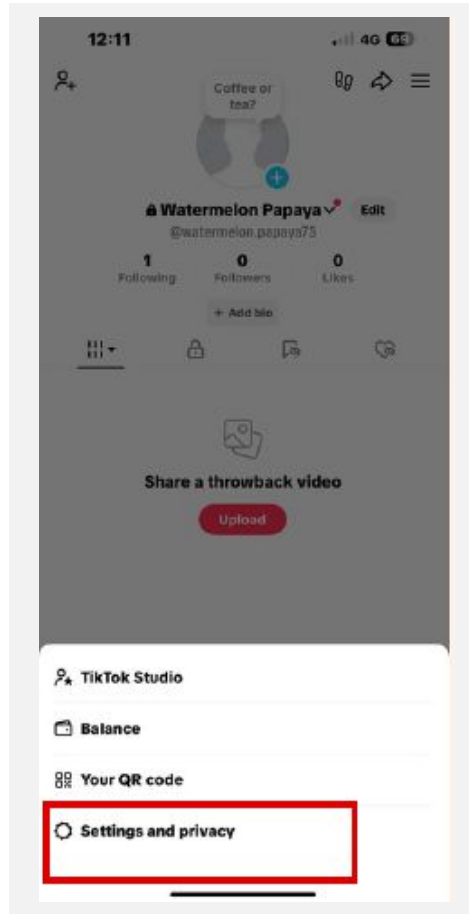 12:11
4G 69
Coffee or
tea?
Watermelon Papaya
Edit
@watermelon.papaya73
1 0 0
Following Followers Likes
+ Add bio
Share a throwback video
Upload
TikTok Studio
Balance
Your QR code
Settings and privacy